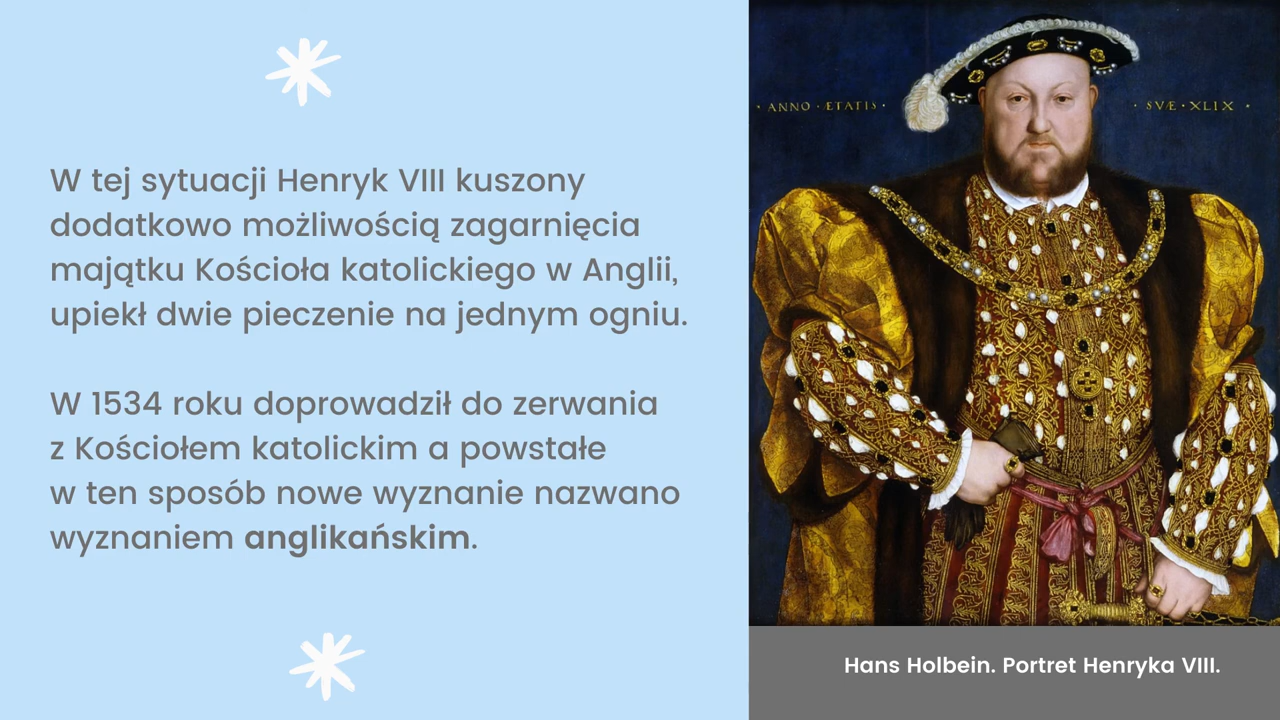 W tej sytuacji Henryk VIII kuszony
dodatkowo możliwością zagarnięcia
majątku Kościoła katolickiego w Anglii,
upiekł dwie pieczenie na jednym ogniu.
W 1534 roku doprowadził do zerwania
z Kościołem katolickim a powstałe
w ten sposób nowe wyznanie nazwano
wyznaniem anglikańskim.
· ANNO · ÆTATIS · · SVÆ · XLIX ·
Hans Holbein. Portret Henryka VIII.